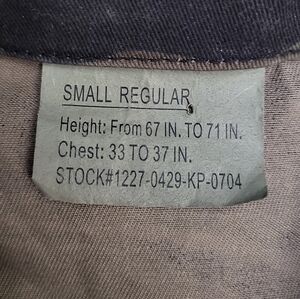 SMALL REGULAR
Height: From 67 IN. TO 71 IN.
Chest: 33 TO 37 IN.
STOCK#1227-0429-KP-0704